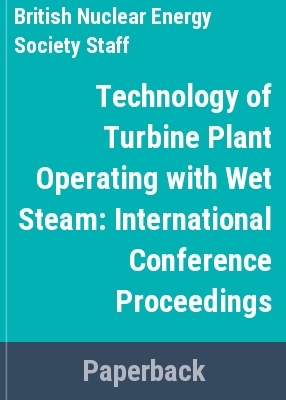 British Nuclear Energy
Society Staff
Technology of
Turbine Plant
Operating with Wet
Steam: International
Conference
Proceedings
Paperback